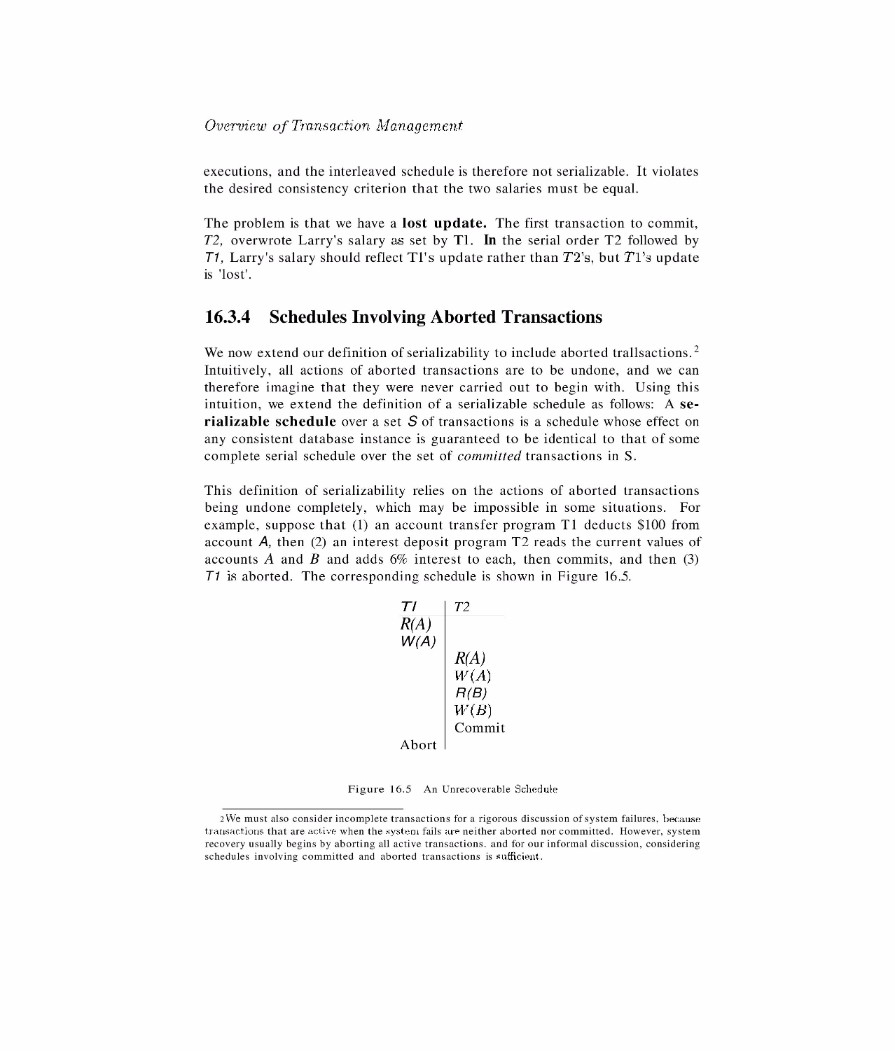 Overview of Transaction Management
executions, and the interleaved schedule is therefore not serializable. It violates
the desired consistency criterion that the two salaries must be equal.
The problem is that we have a lost update. The first transaction to commit,
T2, overwrote Larry's salary as set by T1. In the serial order T2 followed by
T1, Larry's salary should reflect T1's update rather than T2's, but T1's update
is 'lost'.
16.3.4 Schedules Involving Aborted Transactions
We now extend our definition of serializability to include aborted trallsactions.2
Intuitively, all actions of aborted transactions are to be undone, and we can
therefore imagine that they were never carried out to begin with. Using this
intuition, we extend the definition of a serializable schedule as follows: A se-
rializable schedule over a set S of transactions is a schedule whose effect on
any consistent database instance is guaranteed to be identical to that of some
complete serial schedule over the set of committed transactions in S.
This definition of serializability relies on the actions of aborted transactions
being undone completely, which may be impossible in some situations. For
example, suppose that (1) an account transfer program T1 deducts $100 from
account A, then (2) an interest deposit program T2 reads the current values of
accounts A and B and adds 6% interest to each, then commits, and then (3)
T1 is aborted. The corresponding schedule is shown in Figure 16.5.
T1 T2
R(A)
W(A)
R(A)
W(A)
R(B)
W(B)
Commit
Abort
Figure 16.5 An Unrecoverable Schedule
2We must also consider incomplete transactions for a rigorous discussion of system failures, because
transactions that are active when the system fails are neither aborted nor committed. However, system
recovery usually begins by aborting all active transactions. and for our informal discussion, considering
schedules involving committed and aborted transactions is sufficient.